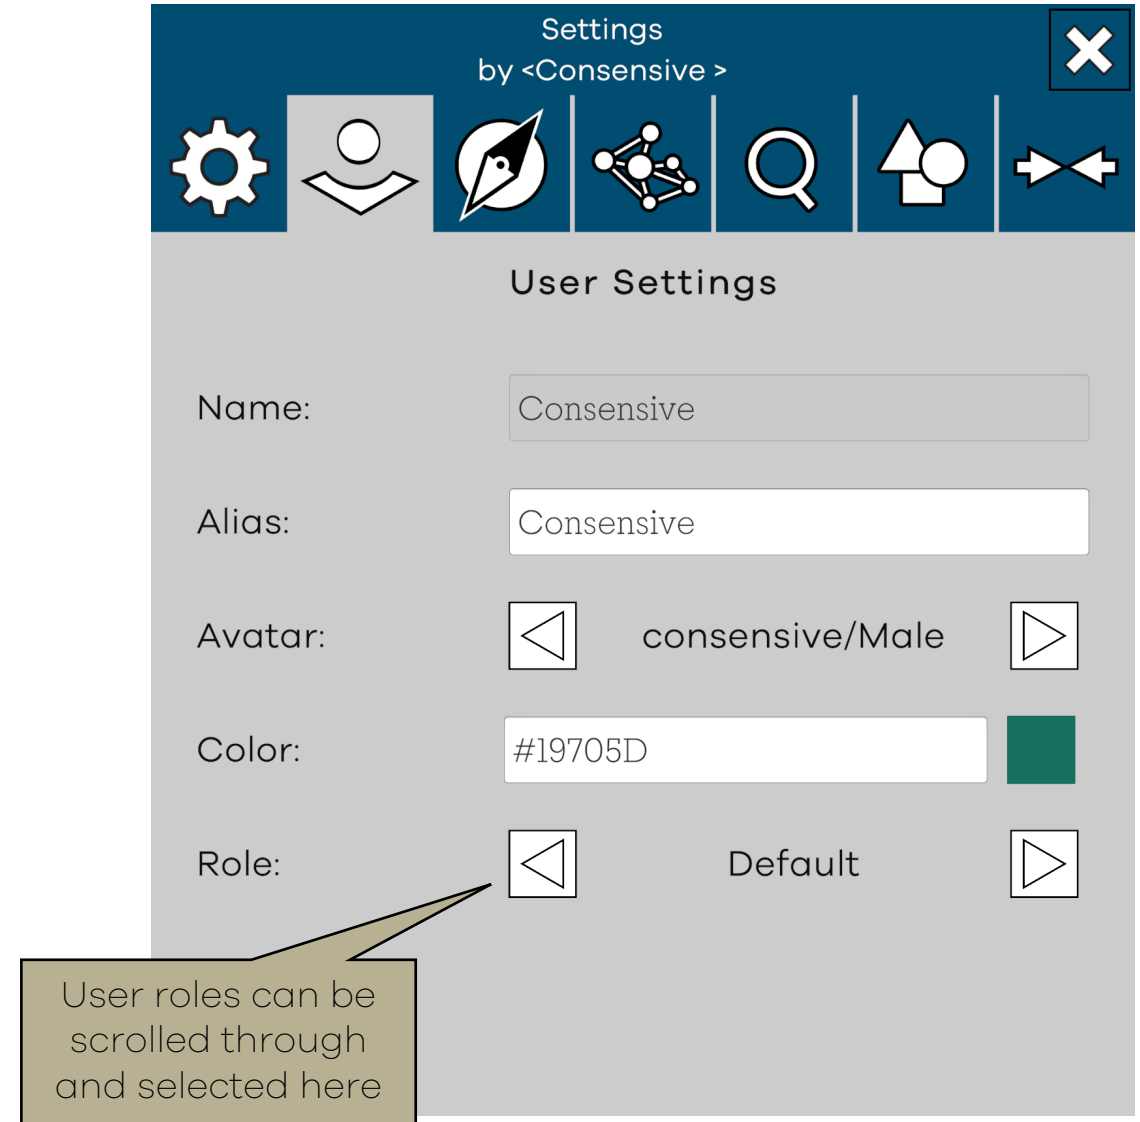 Settings
by <Consensive >
User Settings
Name: Consensive
Alias: Consensive
Avatar: consensive/Male
Color: #19705D
Role: Default
User roles can be
scrolled through
and selected here